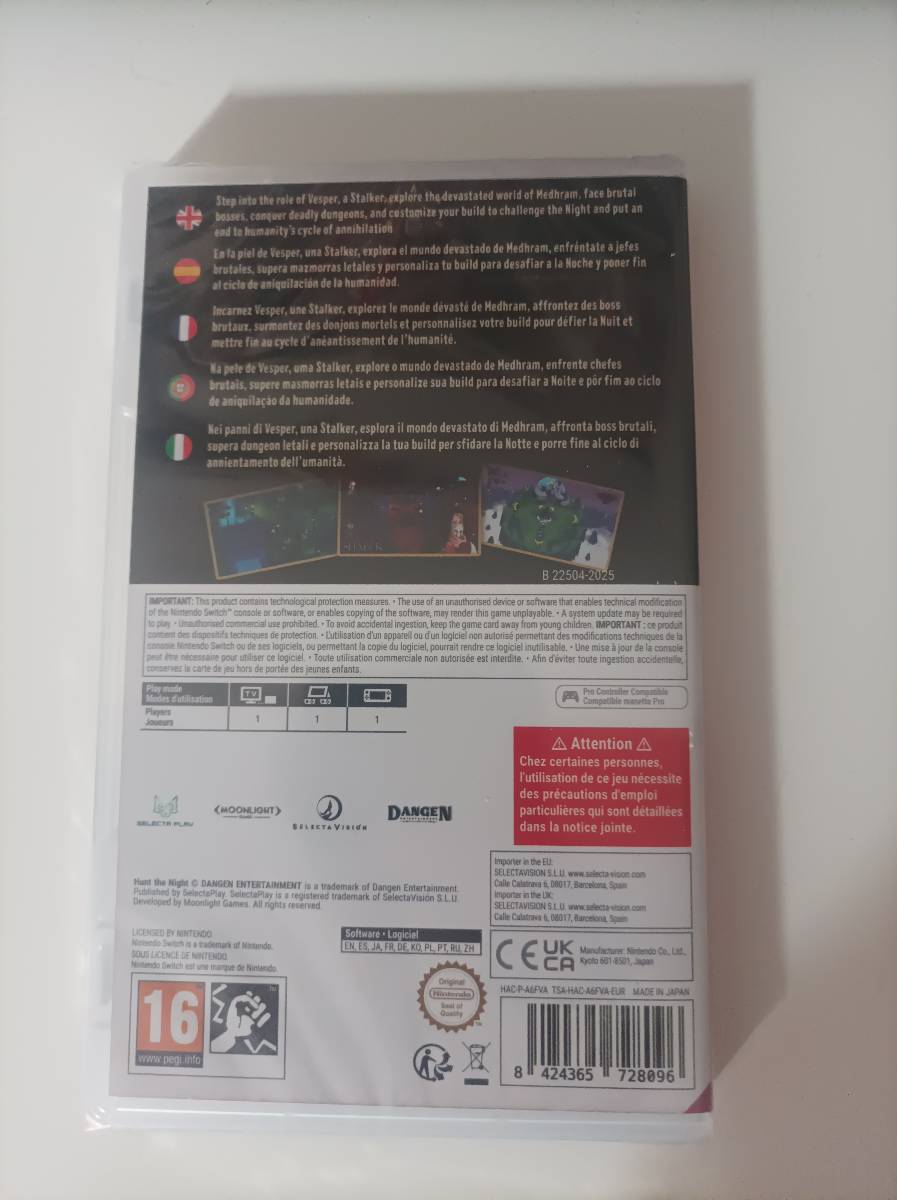 Step into the role of Vesper, a Stalker, explore the devastated world of Medhram, face brutal
bosses, conquer deadly dungeons, and customize your build to challenge the Night and put an
end to humanity's cycle of annihilation
En la piel de Vesper, una Stalker, explora el mundo devastado de Medhram, enfréntate a jefes
brutales, supera mazmorras letales y personaliza tu build para desafiar a la Noche y poner fin
al ciclo de aniquilación de la humanidad.
Incarnez Vesper, une Stalker, explorez le monde dévasté de Medhram, affrontez des boss
brutaux, surmontez des donjons mortels et personnalisez votre build pour défier la Nuit et
mettre fin au cycle d'anéantissement de l'humanité.
Na pele de Vesper, uma Stalker, explore o mundo devastado de Medhram, enfrente chefes
brutais, supere masmorras letais e personalize sua build para desafiar a Noite e pôr fim ao ciclo
de aniquilação da humanidade.
Nei panni di Vesper, una Stalker, esplora il mondo devastato di Medhram, affronta boss brutali,
supera dungeon letali e personalizza la tua build per sfidare la Notte e porre fine al ciclo di
annientamento dell'umanità.
B 22504-2025
IMPORTANT: This product contains technological protection measures. • The use of an unauthorised device or software that enables technical modification
of the Nintendo Switch™ console or software, or enables copying of the software, may render this game unplayable. • A system update may be required
to play. • Unauthorised commercial use prohibited. • To avoid accidental ingestion, keep the game card away from young children. IMPORTANT : ce produit
contient des dispositifs techniques de protection. • L'utilisation d'un appareil ou d'un logiciel non autorisé permettant des modifications techniques de la
console Nintendo Switch ou de ses logiciels, ou permettant la copie du logiciel, pourrait rendre ce logiciel inutilisable. • Une mise à jour de la console
peut être nécessaire pour utiliser ce logiciel. • Toute utilisation commerciale non autorisée est interdite. • Afin d'éviter toute ingestion accidentelle,
conservez la carte de jeu hors de portée des jeunes enfants.
Play mode
Modes d'utilisation
TV
Players
Joueurs
1 1 1
Pro Controller Compatible
Compatible manette Pro
Attention
Chez certaines personnes,
l'utilisation de ce jeu nécessite
des précautions d'emploi
particulières qui sont détaillées
dans la notice jointe.
SELECTA PLAY
MOONLIGHT
GAMES
SELECTAVISIÓN
DANGEN
ENTERTAINMENT
Importer in the EU:
SELECTAVISION S.L.U. www.selecta-vision.com
Calle Calatrava 6, 08017, Barcelona, Spain
Importer in the UK:
SELECTAVISION S.L.U. www.selecta-vision.com
Calle Calatrava 6, 08017, Barcelona, Spain
Hunt the Night © DANGEN ENTERTAINMENT is a trademark of Dangen Entertainment.
Published by SelectaPlay. SelectaPlay is a registered trademark of SelectaVisión S.L.U.
Developed by Moonlight Games. All rights reserved.
LICENSED BY NINTENDO
Nintendo Switch is a trademark of Nintendo.
SOUS LICENCE DE NINTENDO
Nintendo Switch est une marque de Nintendo.
Software • Logiciel
EN, ES, JA, FR, DE, KO, PL, PT, RU, ZH
CE UK
CA
Manufacturer: Nintendo Co., Ltd.,
Kyoto 601-8501, Japan
HAC-P-A6FVA TSA-HAC-A6FVA-EUR MADE IN JAPAN
Original
Nintendo
Seal of
Quality
™
16
www.pegi.info
™
8 424365 728096